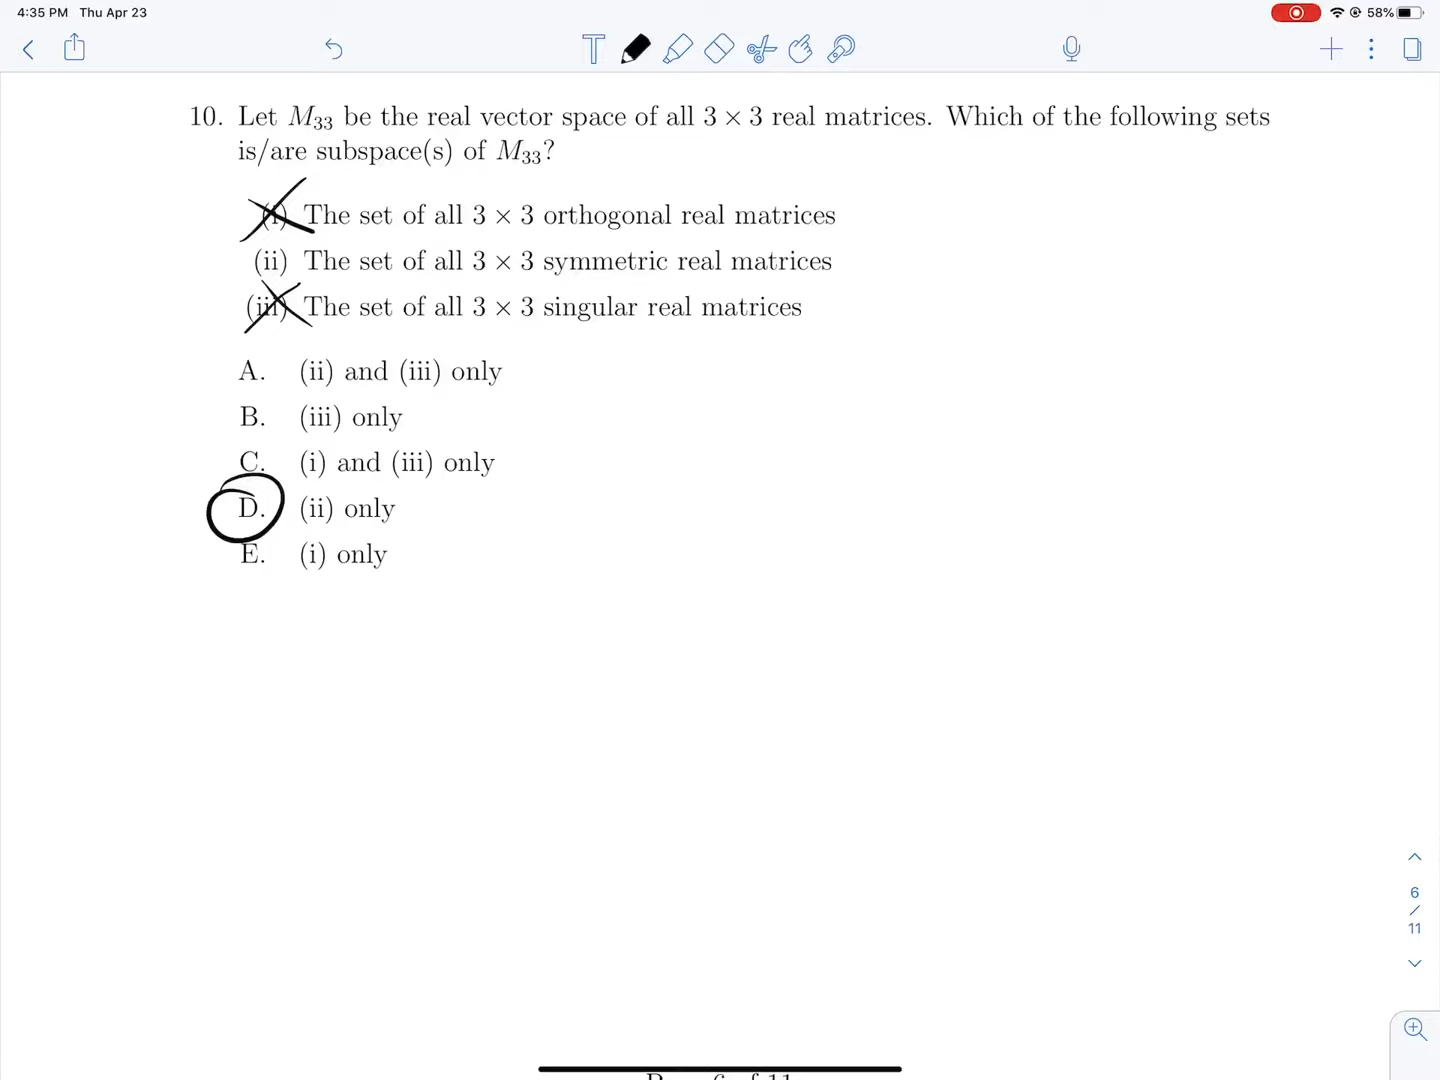 4:35 PM Thu Apr 23
58%
10. Let M₃₃ be the real vector space of all 3 × 3 real matrices. Which of the following sets
is/are subspace(s) of M₃₃?
(i) The set of all 3 × 3 orthogonal real matrices
(ii) The set of all 3 × 3 symmetric real matrices
(iii) The set of all 3 × 3 singular real matrices
A. (ii) and (iii) only
B. (iii) only
C. (i) and (iii) only
D. (ii) only
E. (i) only
6
/
11